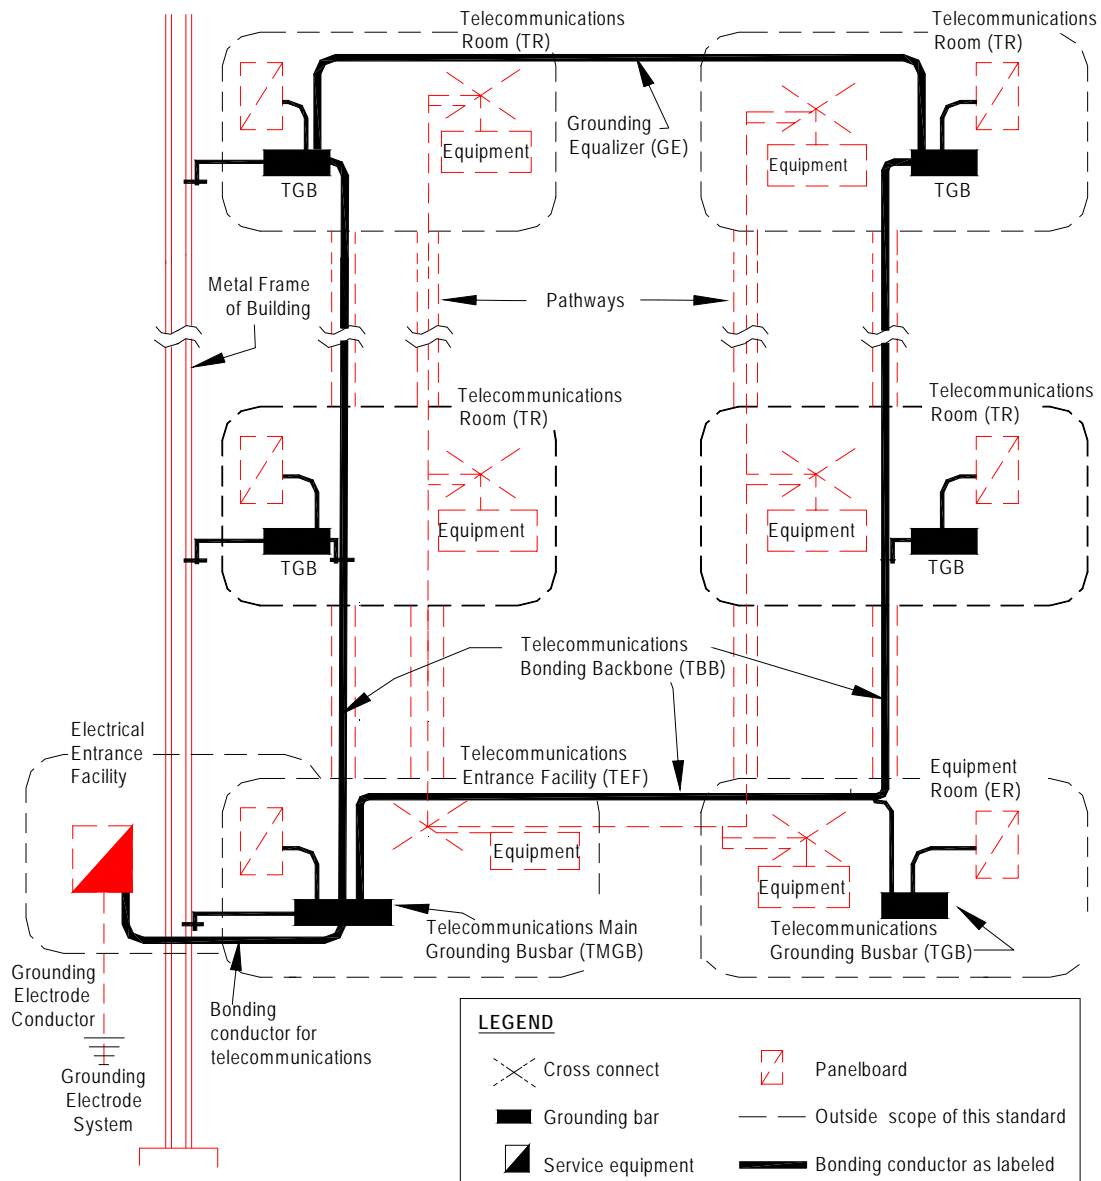 Telecommunications
Room (TR)
Telecommunications
Room (TR)
Grounding
Equalizer (GE)
Equipment
Equipment
TGB
TGB
Metal Frame
of Building
Pathways
Telecommunications
Room (TR)
Telecommunications
Room (TR)
Equipment
Equipment
TGB
TGB
Telecommunications
Bonding Backbone (TBB)
Electrical
Entrance
Facility
Telecommunications
Entrance Facility (TEF)
Equipment
Room (ER)
Equipment
Equipment
Telecommunications Main
Grounding Busbar (TMGB)
Telecommunications
Grounding Busbar (TGB)
Grounding
Electrode
Conductor
Bonding
conductor for
telecommunications
Grounding
Electrode
System
LEGEND
Cross connect
Panelboard
Grounding bar
Outside scope of this standard
Service equipment
Bonding conductor as labeled